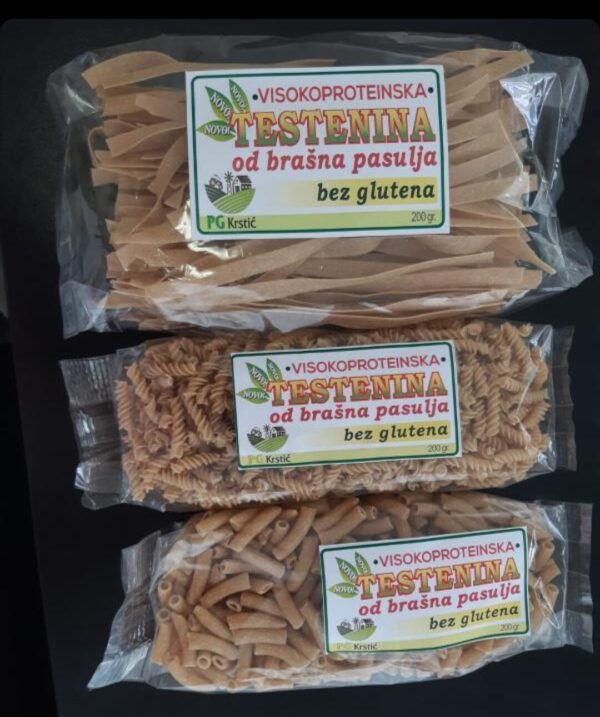 NOVO!
NOVO!
NOVO!
•VISOKOPROTEINSKA•
TESTENINA
od brašna pasulja
bez glutena
PG Krstić
200 gr.
NOVO!
NOVO!
NOVO!
•VISOKOPROTEINSKA•
TESTENINA
od brašna pasulja
bez glutena
PG Krstić
200 gr.
NOVO!
NOVO!
NOVO!
•VISOKOPROTEINSKA•
TESTENINA
od brašna pasulja
bez glutena
PG Krstić
200 gr.